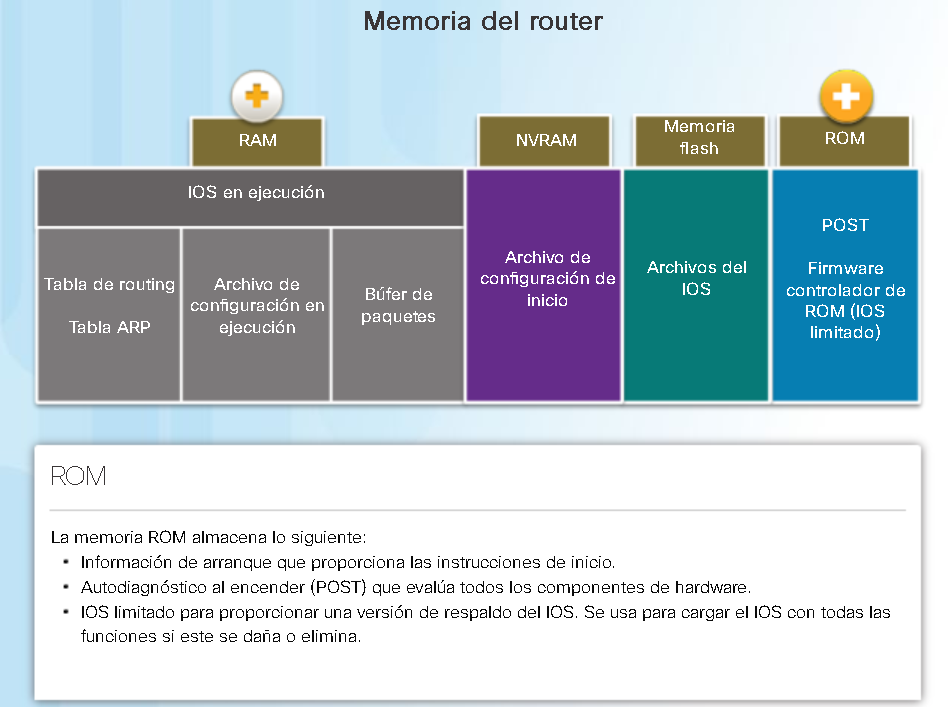 Memoria del router
RAM
NVRAM
Memoria
flash
ROM
IOS en ejecución
Tabla de routing
Tabla ARP
Archivo de
configuración en
ejecución
Búfer de
paquetes
Archivo de
configuración de
inicio
Archivos del
IOS
POST
Firmware
controlador de
ROM (IOS
limitado)
ROM
La memoria ROM almacena lo siguiente:
• Información de arranque que proporciona las instrucciones de inicio.
• Autodiagnóstico al encender (POST) que evalúa todos los componentes de hardware.
• IOS limitado para proporcionar una versión de respaldo del IOS. Se usa para cargar el IOS con todas las
funciones si este se daña o elimina.